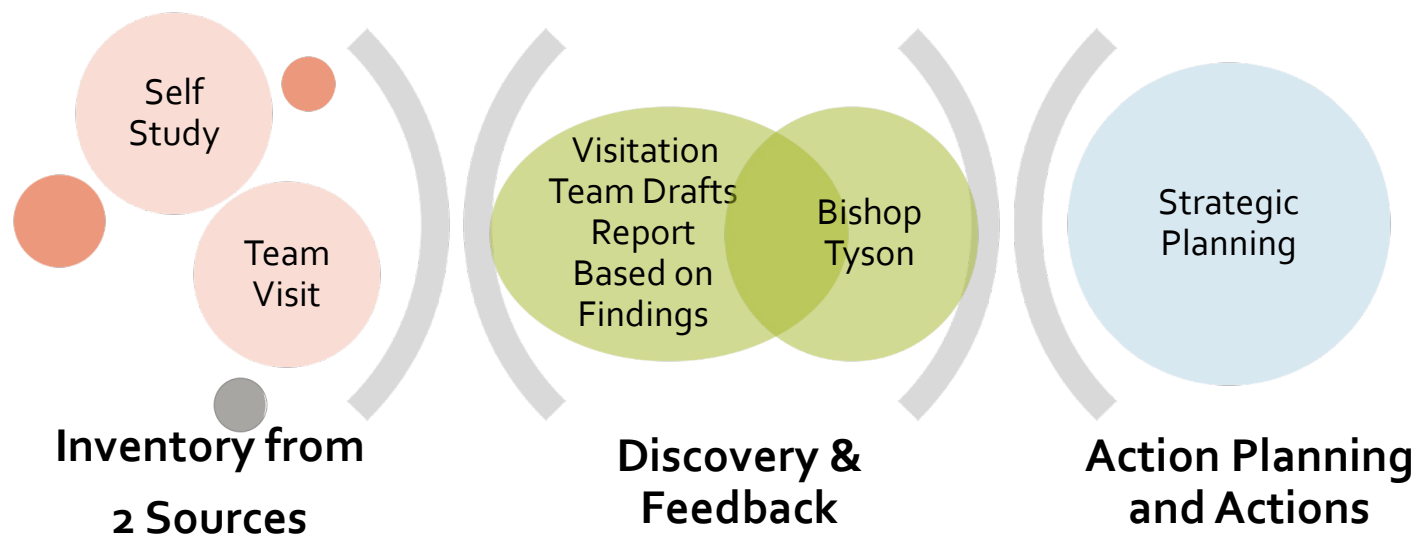 Self
Study
Team
Visit
Inventory from
2 Sources
Visitation
Team Drafts
Report
Based on
Findings
Bishop
Tyson
Discovery &
Feedback
Strategic
Planning
Action Planning
and Actions